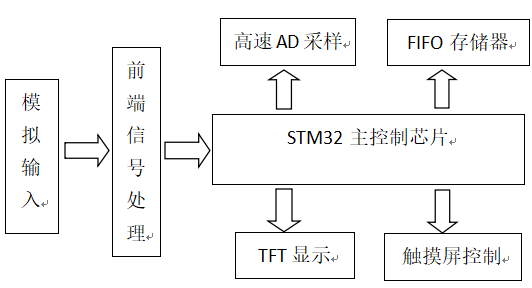 模拟输入
前端信号处理
高速 AD 采样
FIFO 存储器
STM32 主控制芯片
TFT 显示
触摸屏控制